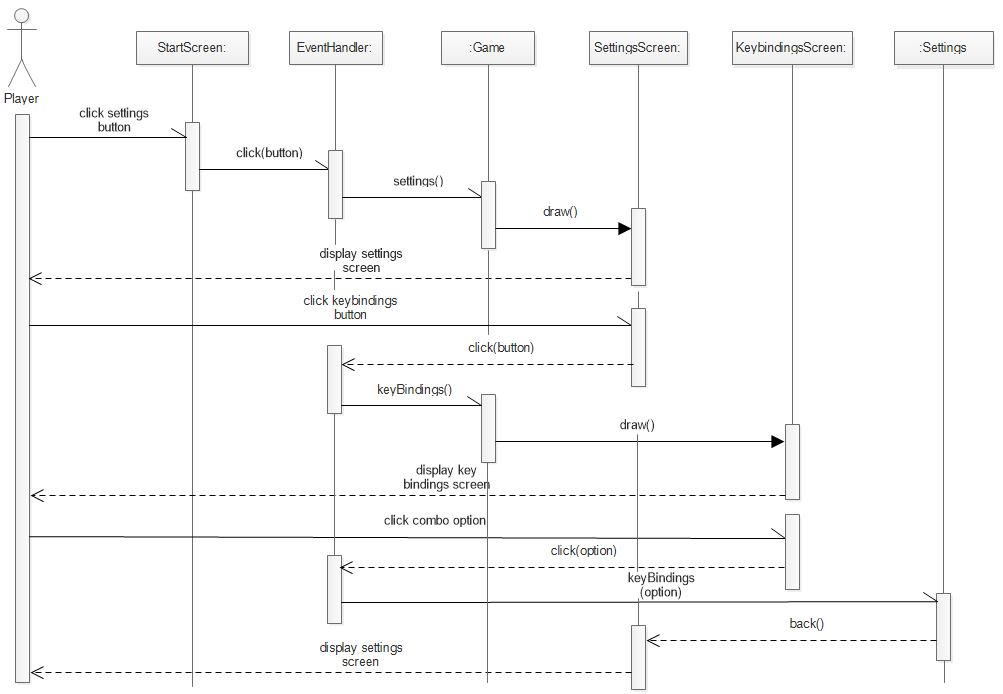 StartScreen:
EventHandler:
:Game
SettingsScreen:
KeybindingsScreen:
:Settings
Player
click settings
button
click(button)
settings()
draw()
display settings
screen
click keybindings
button
click(button)
keyBindings()
draw()
display key
bindings screen
click combo option
click(option)
keyBindings
(option)
back()
display settings
screen